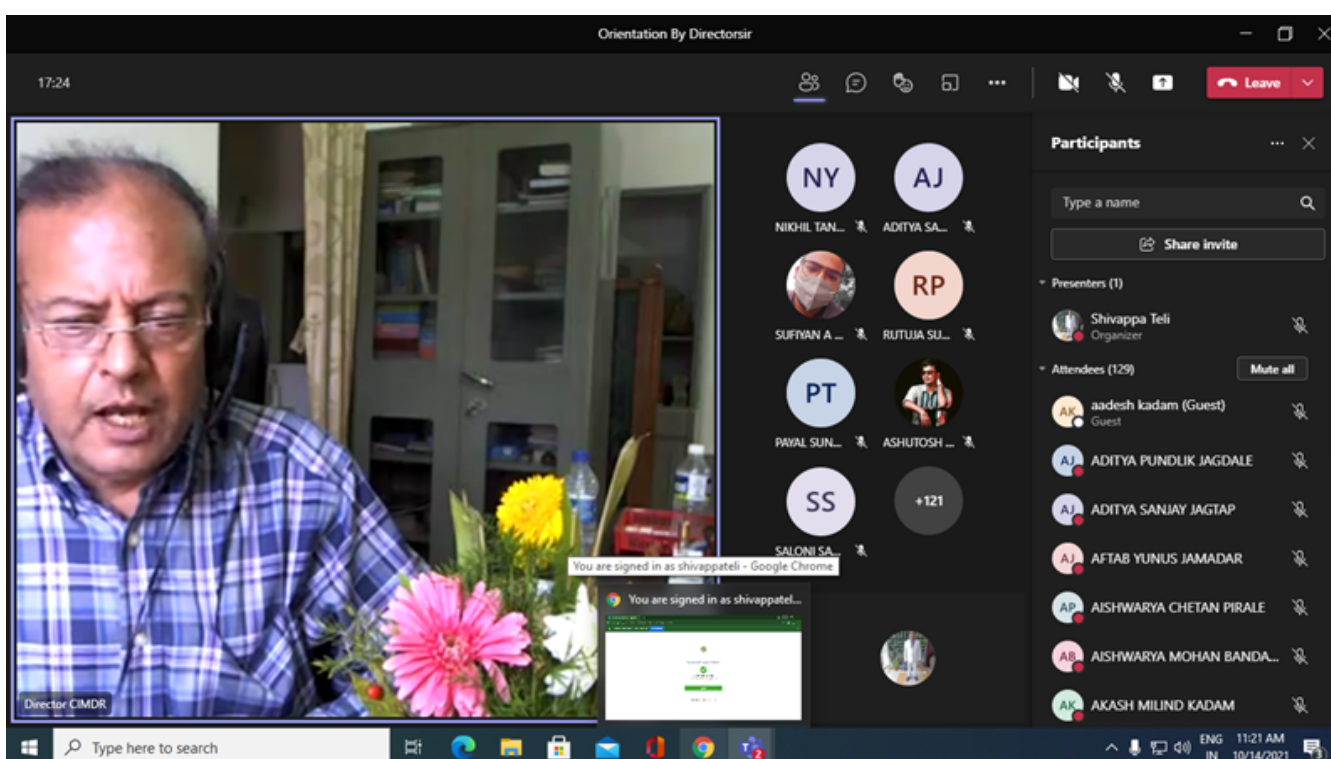 Orientation By Directorsir
17:24
Leave
NY
AJ
NIKHIL TAN...
ADITYA SA...
SUFIYAN A ...
RP
RUTUJA SU...
PT
PAYAL SUN...
ASHUTOSH ...
SS
+121
SALONI SA...
Director CIMDR
Participants
Type a name
Share invite
Presenters (1)
Shivappa Teli
Organizer
Attendees (129)
Mute all
AK
aadesh kadam (Guest)
Guest
AJ
ADITYA PUNDLIK JAGDALE
AJ
ADITYA SANJAY JAGTAP
AJ
AFTAB YUNUS JAMADAR
AP
AISHWARYA CHETAN PIRALE
AB
AISHWARYA MOHAN BANDA...
AK
AKASH MILIND KADAM
You are signed in as shivappateli - Google Chrome
You are signed in as shivappatel...
Type here to search
2
ENG
IN
11:21 AM
10/14/2021
3